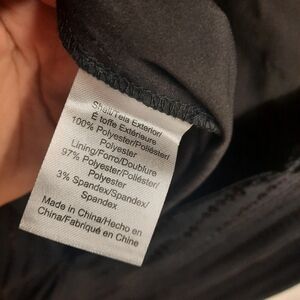 Shell/Tela Exterior/
É toffe Extérieure
100% Polyester/Poliéster/
Polyester
Lining/Forro/Doublure
97% Polyester/Poliéster/
Polyester
3% Spandex/Spandex/
Spandex
Made in China/Hecho en
China/Fabriqué en Chine